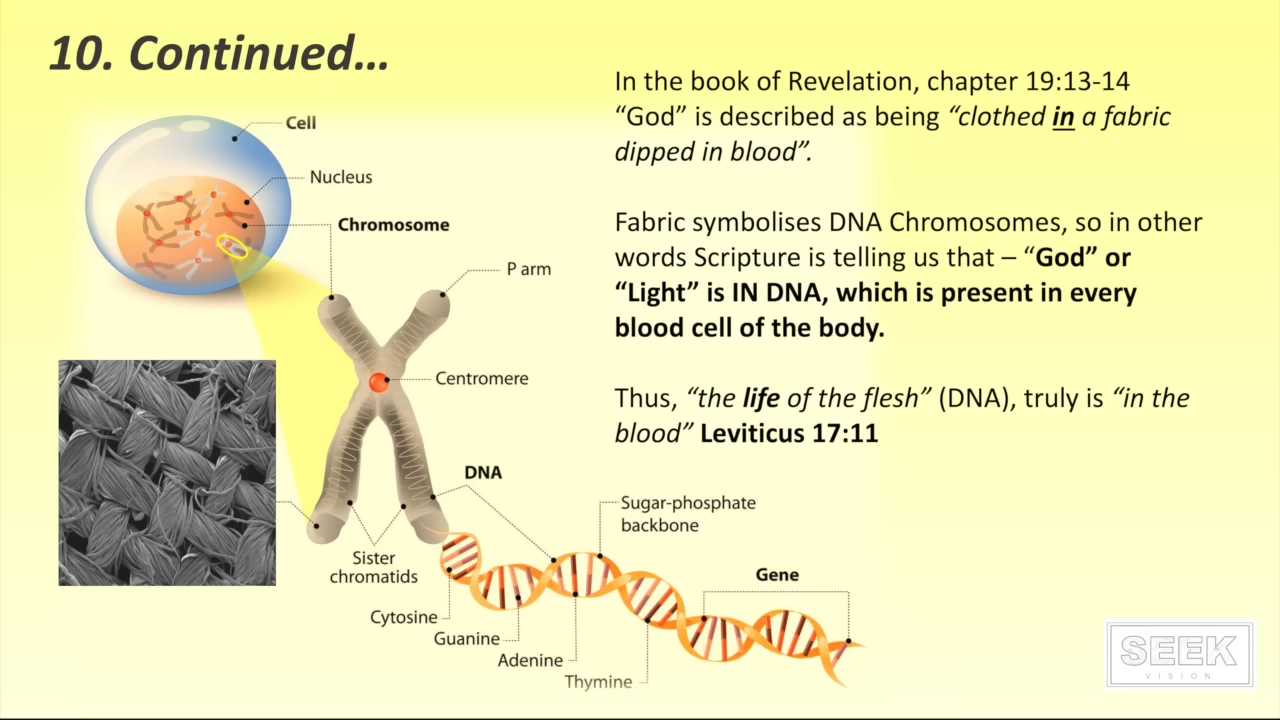 10. Continued...
In the book of Revelation, chapter 19:13-14
“God” is described as being “clothed in a fabric
dipped in blood”.
Fabric symbolises DNA Chromosomes, so in other
words Scripture is telling us that – “God” or
“Light” is IN DNA, which is present in every
blood cell of the body.
Thus, “the life of the flesh” (DNA), truly is “in the
blood” Leviticus 17:11
Cell
Nucleus
Chromosome
P arm
Centromere
DNA
Sister
chromatids
Sugar-phosphate
backbone
Gene
Cytosine
Guanine
Adenine
Thymine
SEEK
VISION